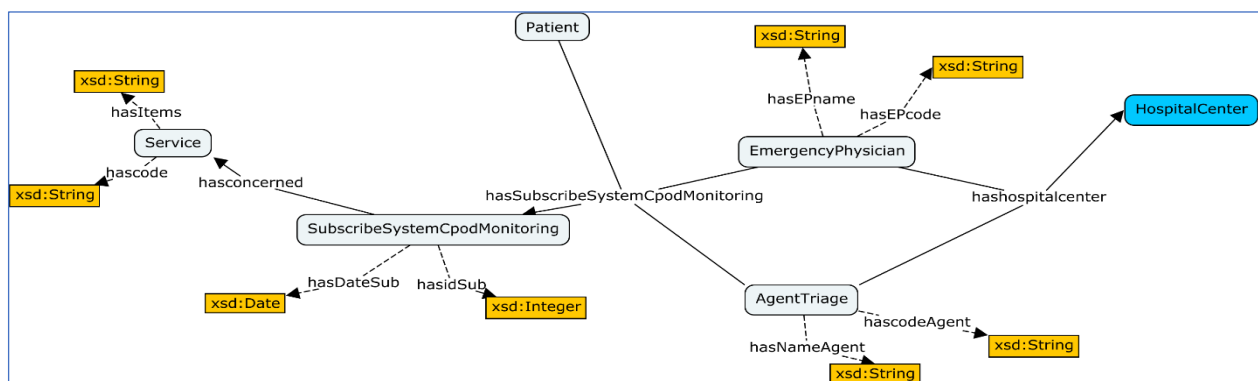 Patient
xsd:String
xsd:String
xsd:String
hasItems
hasEPname
hasEPcode
HospitalCenter
Service
EmergencyPhysician
hascode
hasconcerned
xsd:String
hasSubscribeSystemCpodMonitoring
hashospitalcenter
SubscribeSystemCpodMonitoring
hasDateSub
hasidSub
xsd:Date
xsd:Integer
AgentTriage
hascodeAgent
hasNameAgent
xsd:String
xsd:String